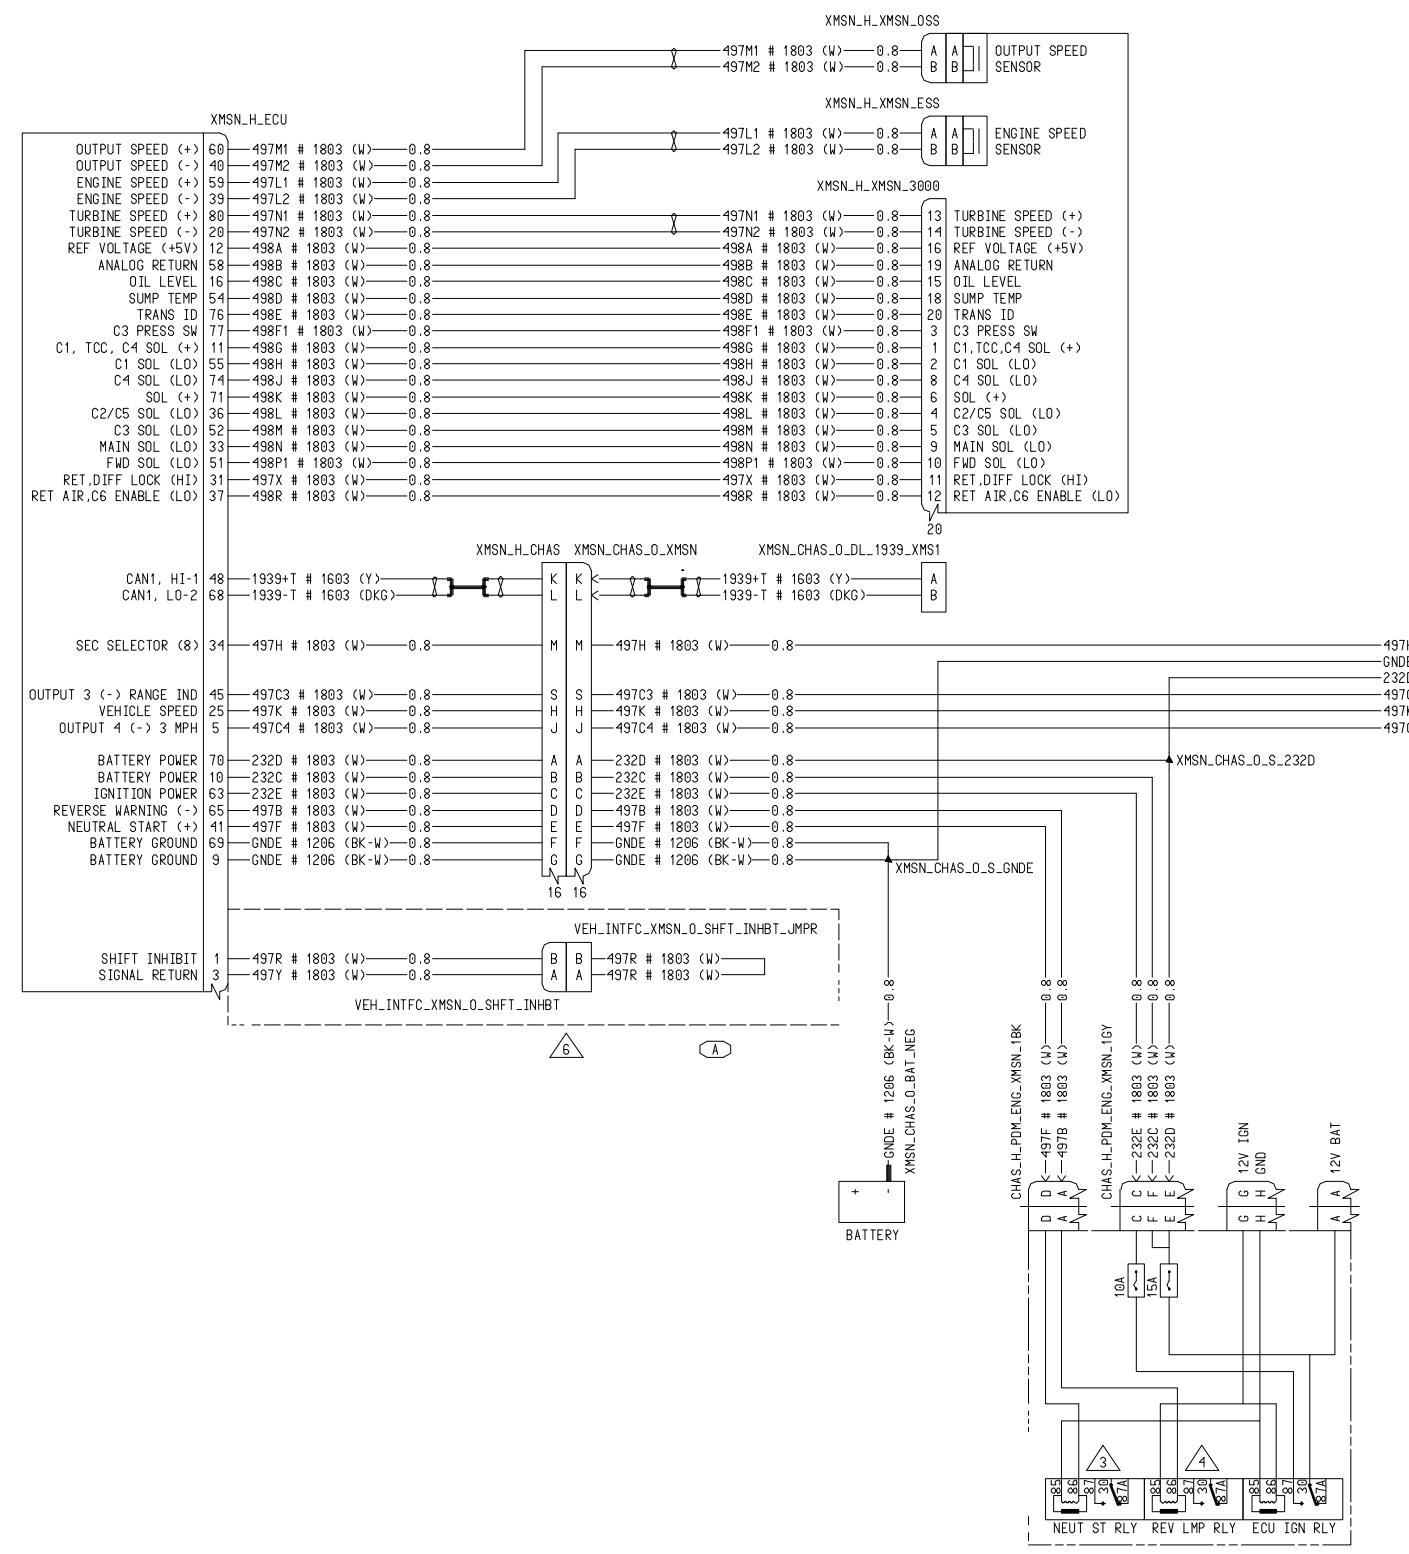 XMSN_H_XMSN_OSS
497M1 # 1803 (W) 0.8 A A OUTPUT SPEED
497M2 # 1803 (W) 0.8 B B SENSOR
XMSN_H_XMSN_ESS
497L1 # 1803 (W) 0.8 A A ENGINE SPEED
497L2 # 1803 (W) 0.8 B B SENSOR
XMSN_H_ECU
XMSN_H_XMSN_3000
OUTPUT SPEED (+) 60 497M1 # 1803 (W) 0.8
OUTPUT SPEED (-) 40 497M2 # 1803 (W) 0.8
ENGINE SPEED (+) 59 497L1 # 1803 (W) 0.8
ENGINE SPEED (-) 39 497L2 # 1803 (W) 0.8
TURBINE SPEED (+) 80 497N1 # 1803 (W) 0.8 497N1 # 1803 (W) 0.8 13 TURBINE SPEED (+)
TURBINE SPEED (-) 20 497N2 # 1803 (W) 0.8 497N2 # 1803 (W) 0.8 14 TURBINE SPEED (-)
REF VOLTAGE (+5V) 12 498A # 1803 (W) 0.8 498A # 1803 (W) 0.8 16 REF VOLTAGE (+5V)
ANALOG RETURN 58 498B # 1803 (W) 0.8 498B # 1803 (W) 0.8 19 ANALOG RETURN
OIL LEVEL 16 498C # 1803 (W) 0.8 498C # 1803 (W) 0.8 15 OIL LEVEL
SUMP TEMP 54 498D # 1803 (W) 0.8 498D # 1803 (W) 0.8 18 SUMP TEMP
TRANS ID 76 498E # 1803 (W) 0.8 498E # 1803 (W) 0.8 20 TRANS ID
C3 PRESS SW 77 498F1 # 1803 (W) 0.8 498F1 # 1803 (W) 0.8 3 C3 PRESS SW
C1, TCC, C4 SOL (+) 11 498G # 1803 (W) 0.8 498G # 1803 (W) 0.8 1 C1,TCC,C4 SOL (+)
C1 SOL (LO) 55 498H # 1803 (W) 0.8 498H # 1803 (W) 0.8 2 C1 SOL (LO)
C4 SOL (LO) 74 498J # 1803 (W) 0.8 498J # 1803 (W) 0.8 8 C4 SOL (LO)
SOL (+) 71 498K # 1803 (W) 0.8 498K # 1803 (W) 0.8 6 SOL (+)
C2/C5 SOL (LO) 36 498L # 1803 (W) 0.8 498L # 1803 (W) 0.8 4 C2/C5 SOL (LO)
C3 SOL (LO) 52 498M # 1803 (W) 0.8 498M # 1803 (W) 0.8 5 C3 SOL (LO)
MAIN SOL (LO) 33 498N # 1803 (W) 0.8 498N # 1803 (W) 0.8 9 MAIN SOL (LO)
FWD SOL (LO) 51 498P1 # 1803 (W) 0.8 498P1 # 1803 (W) 0.8 10 FWD SOL (LO)
RET,DIFF LOCK (HI) 31 497X # 1803 (W) 0.8 497X # 1803 (W) 0.8 11 RET,DIFF LOCK (HI)
RET AIR,C6 ENABLE (LO) 37 498R # 1803 (W) 0.8 498R # 1803 (W) 0.8 12 RET AIR,C6 ENABLE (LO)
20
XMSN_H_CHAS XMSN_CHAS_O_XMSN XMSN_CHAS_O_DL_1939_XMS1
CAN1, HI-1 48 1939+T # 1603 (Y) K K 1939+T # 1603 (Y) A
CAN1, LO-2 68 1939-T # 1603 (DKG) L L 1939-T # 1603 (DKG) B
SEC SELECTOR (8) 34 497H # 1803 (W) 0.8 M M 497H # 1803 (W) 0.8
GND
232D
OUTPUT 3 (-) RANGE IND 45 497C3 # 1803 (W) 0.8 S S 497C3 # 1803 (W) 0.8 497C
VEHICLE SPEED 25 497K # 1803 (W) 0.8 H H 497K # 1803 (W) 0.8 497K
OUTPUT 4 (-) 3 MPH 5 497C4 # 1803 (W) 0.8 J J 497C4 # 1803 (W) 0.8 497C
BATTERY POWER 70 232D # 1803 (W) 0.8 A A 232D # 1803 (W) 0.8 XMSN_CHAS_O_S_232D
BATTERY POWER 10 232C # 1803 (W) 0.8 B B 232C # 1803 (W) 0.8
IGNITION POWER 63 232E # 1803 (W) 0.8 C C 232E # 1803 (W) 0.8
REVERSE WARNING (-) 65 497B # 1803 (W) 0.8 D D 497B # 1803 (W) 0.8
NEUTRAL START (+) 41 497F # 1803 (W) 0.8 E E 497F # 1803 (W) 0.8
BATTERY GROUND 69 GNDE # 1206 (BK-W) 0.8 F F GNDE # 1206 (BK-W) 0.8
BATTERY GROUND 9 GNDE # 1206 (BK-W) 0.8 G G GNDE # 1206 (BK-W) 0.8 XMSN_CHAS_O_S_GNDE
16 16
VEH_INTFC_XMSN_O_SHFT_INHBT_JMPR
SHIFT INHIBIT 1 497R # 1803 (W) 0.8 B B 497R # 1803 (W)
SIGNAL RETURN 3 497Y # 1803 (W) 0.8 A A 497R # 1803 (W)
VEH_INTFC_XMSN_O_SHFT_INHBT
6 A
GNDE # 1206 (BK-W) 0.8
XMSN_CHAS_O_BAT_NEG
+ -
BATTERY
CHAS_H_PDM_ENG_XMSN_1BK
497F # 1803 (W) 0.8
497B # 1803 (W) 0.8
CHAS_H_PDM_ENG_XMSN_1GY
232E # 1803 (W) 0.8
232C # 1803 (W) 0.8
232D # 1803 (W) 0.8
12V IGN
GND
12V BAT
D A C F E G H A
D A C F E G H A
10A 15A
3 4
85 86 87 30 87A 85 86 87 30 87A 85 86 87 30 87A
NEUT ST RLY REV LMP RLY ECU IGN RLY